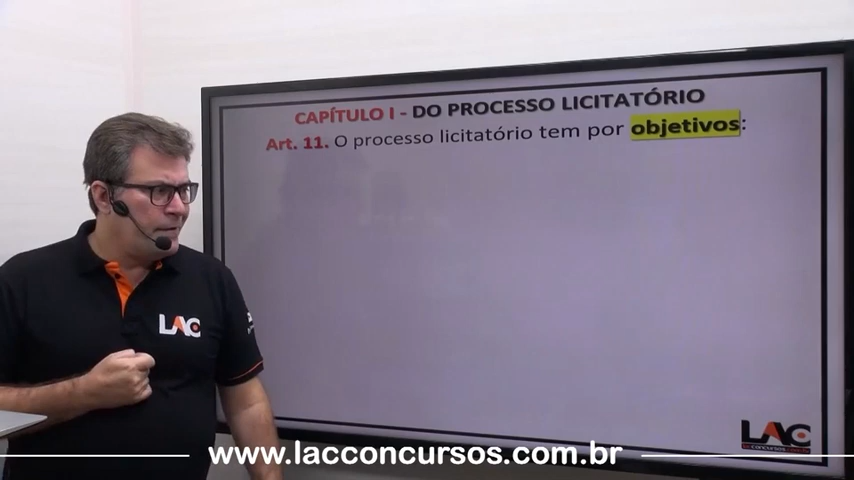 CAPÍTULO I - DO PROCESSO LICITATÓRIO
Art. 11. O processo licitatório tem por objetivos:
LAC
LAC
www.lacconcursos.com.br